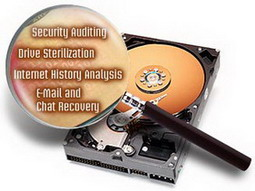 Security Auditing
Drive Sterilization
Internet History Analysis
E-Mail and
Chat Recovery